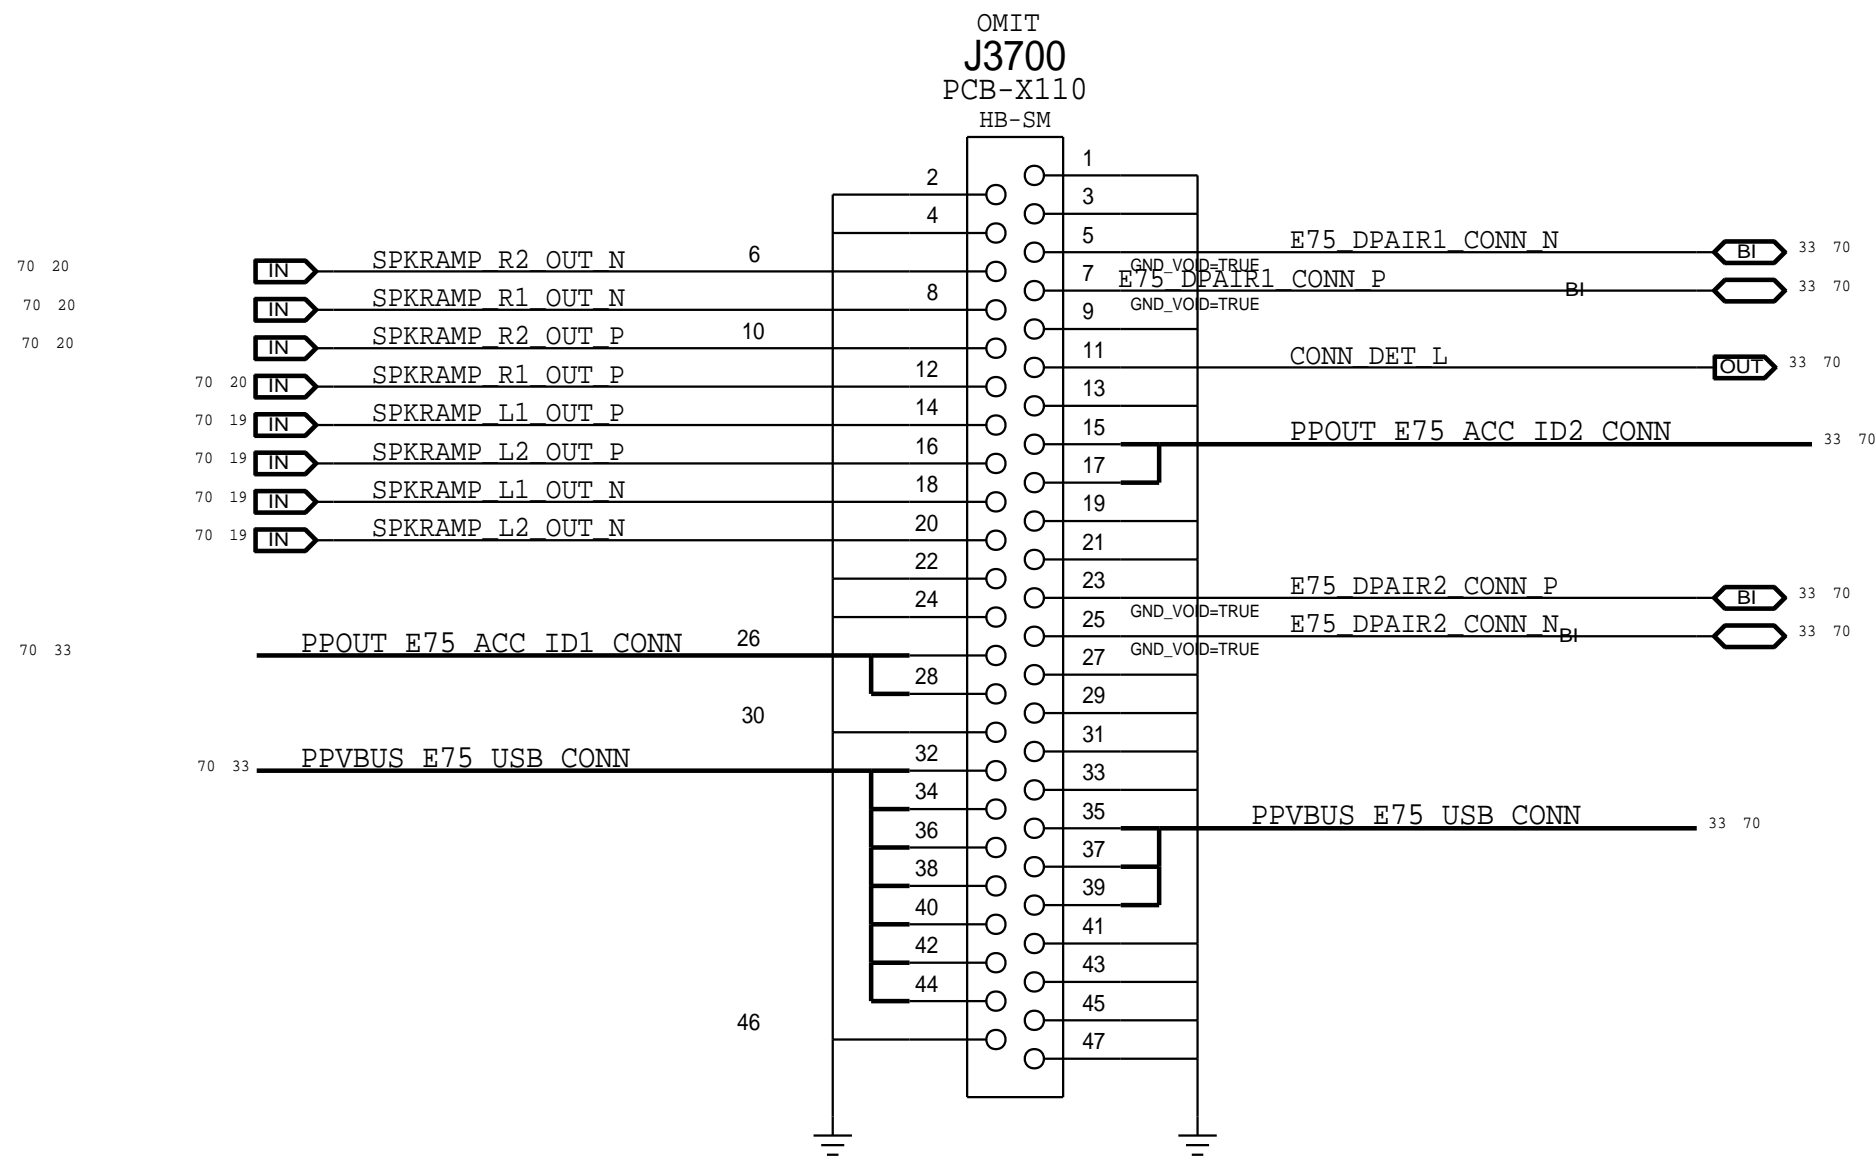 OMIT
J3700
PCB-X110
HB-SM
1
2
3
4
5 E75_DPAIR1_CONN_N BI 33 70
GND_VOID=TRUE
70 20 IN SPKRAMP_R2_OUT_N 6
7 E75_DPAIR1_CONN_P BI 33 70
GND_VOID=TRUE
70 20 IN SPKRAMP_R1_OUT_N 8
9
70 20 IN SPKRAMP_R2_OUT_P 10
11 CONN_DET_L OUT 33 70
70 20 IN SPKRAMP_R1_OUT_P 12
13
70 19 IN SPKRAMP_L1_OUT_P 14
15 PPOUT_E75_ACC_ID2_CONN 33 70
70 19 IN SPKRAMP_L2_OUT_P 16
17
70 19 IN SPKRAMP_L1_OUT_N 18
19
70 19 IN SPKRAMP_L2_OUT_N 20
21
22
23 E75_DPAIR2_CONN_P BI 33 70
GND_VOID=TRUE
24
25 E75_DPAIR2_CONN_N BI 33 70
GND_VOID=TRUE
70 33 PPOUT_E75_ACC_ID1_CONN 26
27
28
29
30
31
70 33 PPVBUS_E75_USB_CONN 32
33
34
35 PPVBUS_E75_USB_CONN 33 70
36
37
38
39
40
41
42
43
44
45
46
47